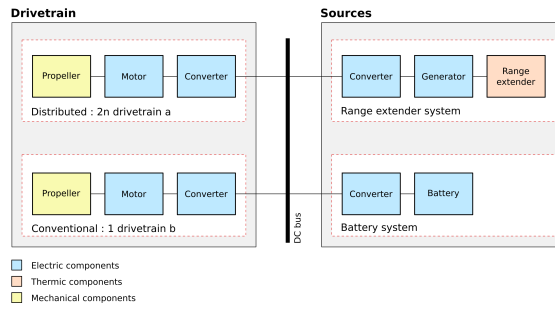 Drivetrain
Sources
Propeller
Motor
Converter
Converter
Generator
Range
extender
Distributed : 2n drivetrain a
Range extender system
Propeller
Motor
Converter
Converter
Battery
Conventional : 1 drivetrain b
DC bus
Battery system
Electric components
Thermic components
Mechanical components